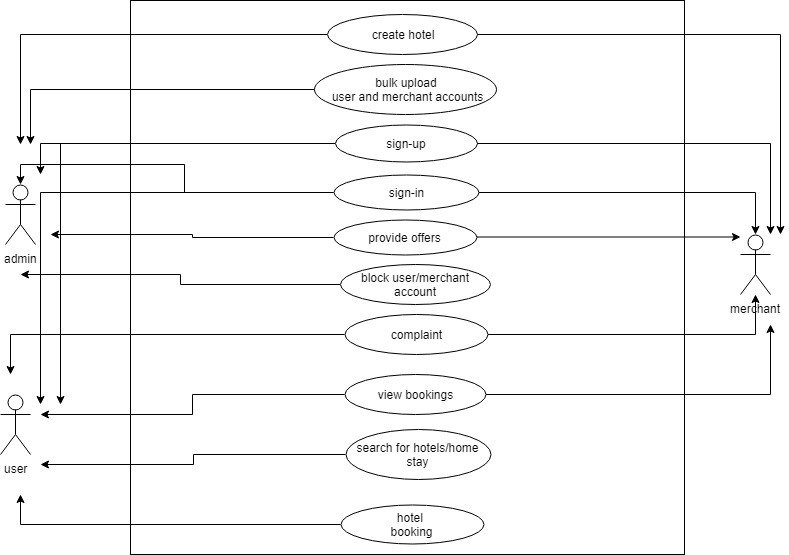 create hotel
bulk upload
user and merchant accounts
sign-up
sign-in
provide offers
admin
block user/merchant
account
merchant
complaint
view bookings
search for hotels/home
stay
user
hotel
booking